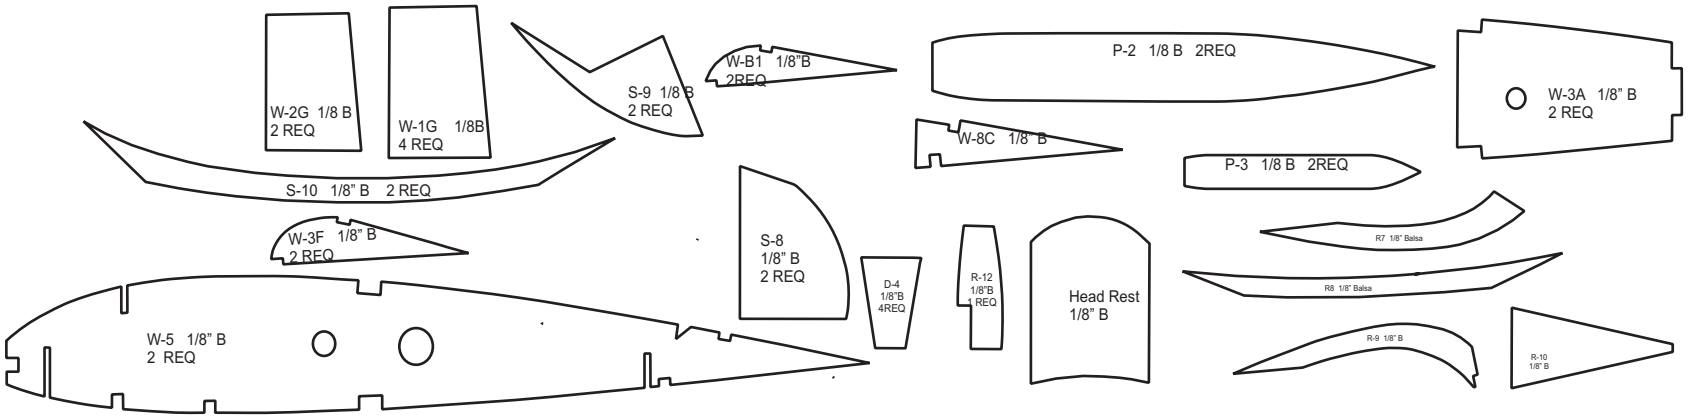 W-2G 1/8 B
2 REQ
W-1G 1/8B
4 REQ
S-9 1/8 B
2 REQ
W-B1 1/8”B
2REQ
P-2 1/8 B 2REQ
W-3A 1/8” B
2 REQ
W-8C 1/8” B
P-3 1/8 B 2REQ
S-10 1/8” B 2 REQ
W-3F 1/8” B
2 REQ
S-8
1/8” B
2 REQ
R7 1/8” Balsa
D-4
1/8”B
4REQ
R-12
1/8”B
1 REQ
Head Rest
1/8” B
R8 1/8” Balsa
W-5 1/8” B
2 REQ
R-9 1/8” B
R-10
1/8” B